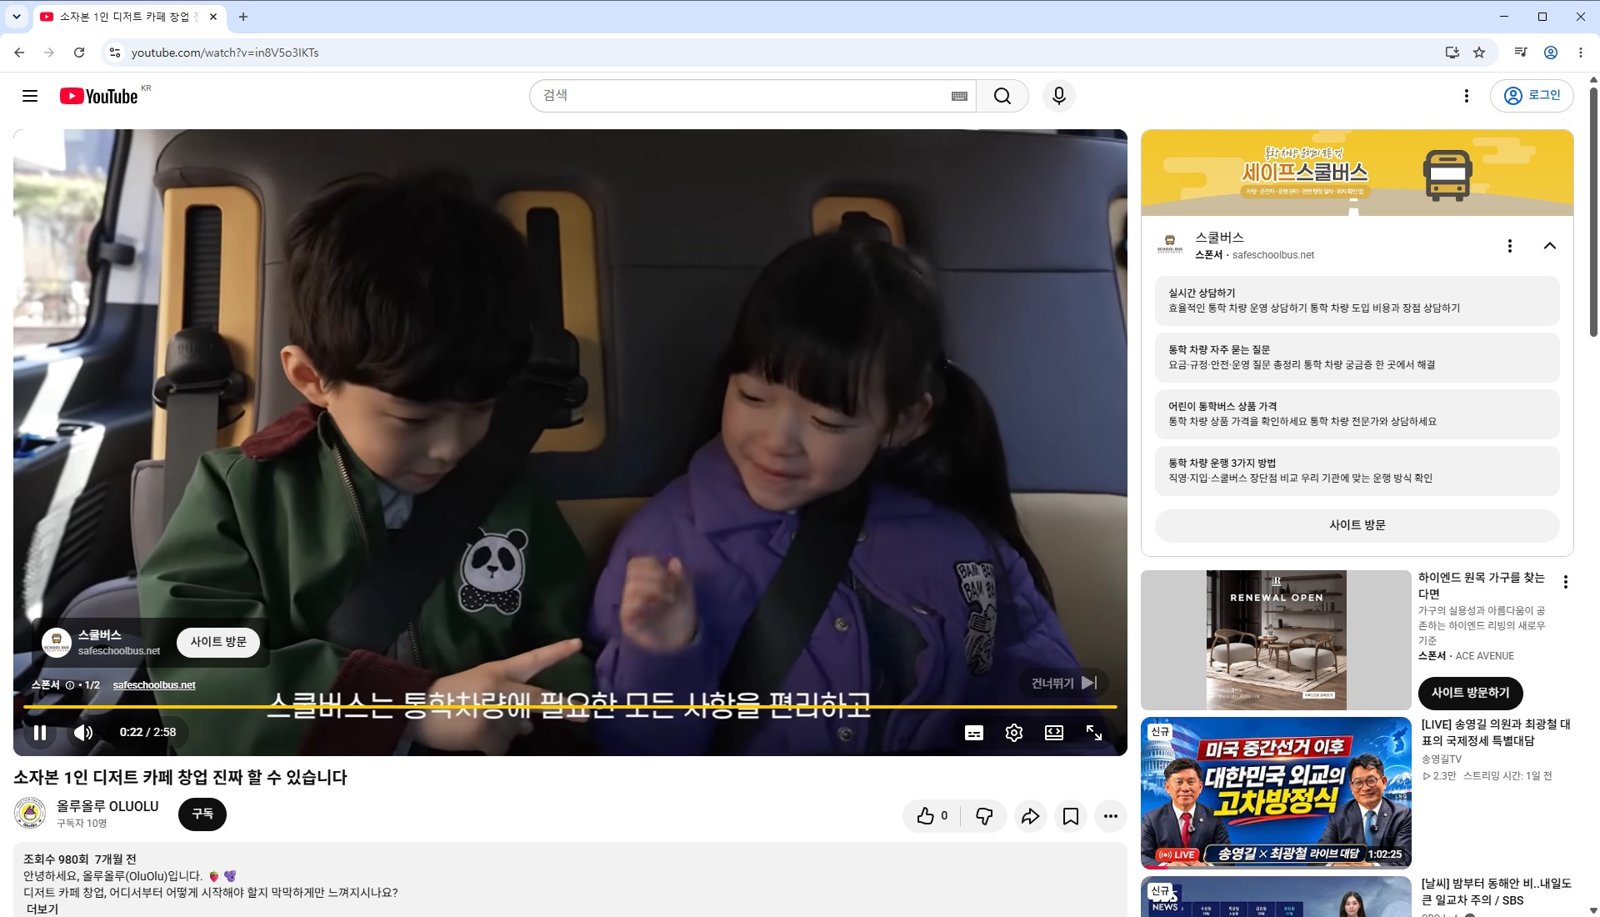 소자본 1인 디저트 카페 창업
youtube.com/watch?v=in8V5o3IKTs
YouTube KR
검색
로그인
BAM BAM
스쿨버스
safeschoolbus.net
사이트 방문
스폰서 · 1/2 safeschoolbus.net
건너뛰기
스쿨버스는 통학차량에 필요한 모든 사항을 편리하고
0:22 / 2:58
소자본 1인 디저트 카페 창업 진짜 할 수 있습니다
올루올루 OLUOLU
구독자 10명
구독
0
조회수 980회 7개월 전
안녕하세요, 올루올루(OluOlu)입니다. 🍓 🍇
디저트 카페 창업, 어디서부터 어떻게 시작해야 할지 막막하게만 느껴지시나요?
더보기
세이프스쿨버스
SCHOOL BUS
스쿨버스
스폰서 · safeschoolbus.net
실시간 상담하기
효율적인 통학 차량 운영 상담하기 통학 차량 도입 비용과 장점 상담하기
통학 차량 자주 묻는 질문
요금·규정·안전·운영 질문 총정리 통학 차량 궁금증 한 곳에서 해결
어린이 통학버스 상품 가격
통학 차량 상품 가격을 확인하세요 통학 차량 전문가와 상담하세요
통학 차량 운행 3가지 방법
직영·지입·스쿨버스 장단점 비교 우리 기관에 맞는 운행 방식 확인
사이트 방문
RENEWAL OPEN
하이엔드 원목 가구를 찾는
다면
가구의 실용성과 아름다움이 공
존하는 하이엔드 리빙의 새로우
기준
스폰서 · ACE AVENUE
사이트 방문하기
신규
미국 중간선거 이후
대한민국 외교의
고차방정식
LIVE
송영길 × 최광철 라이브 대담
1:02:25
[LIVE] 송영길 의원과 최광철 대
표의 국제정세 특별대담
송영길TV
2.3만 스트리밍 시간: 1일 전
신규
NEWS
[날씨] 밤부터 동해안 비..내일도
큰 일교차 주의 / SBS